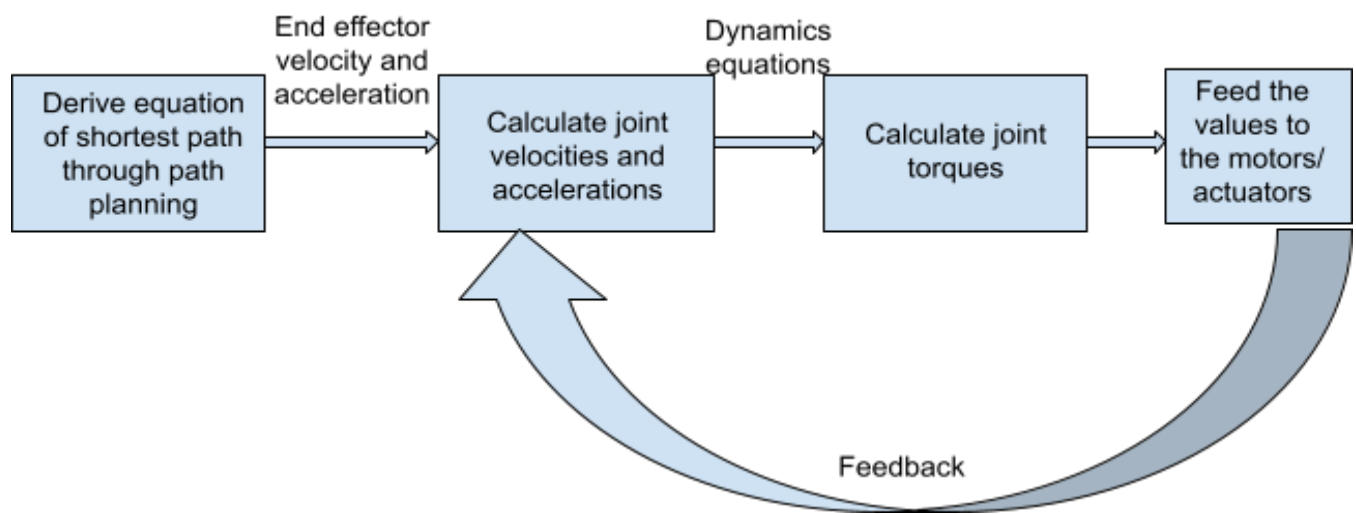 End effector
velocity and
acceleration
Dynamics
equations
Derive equation
of shortest path
through path
planning
Calculate joint
velocities and
accelerations
Calculate joint
torques
Feed the
values to
the motors/
actuators
Feedback